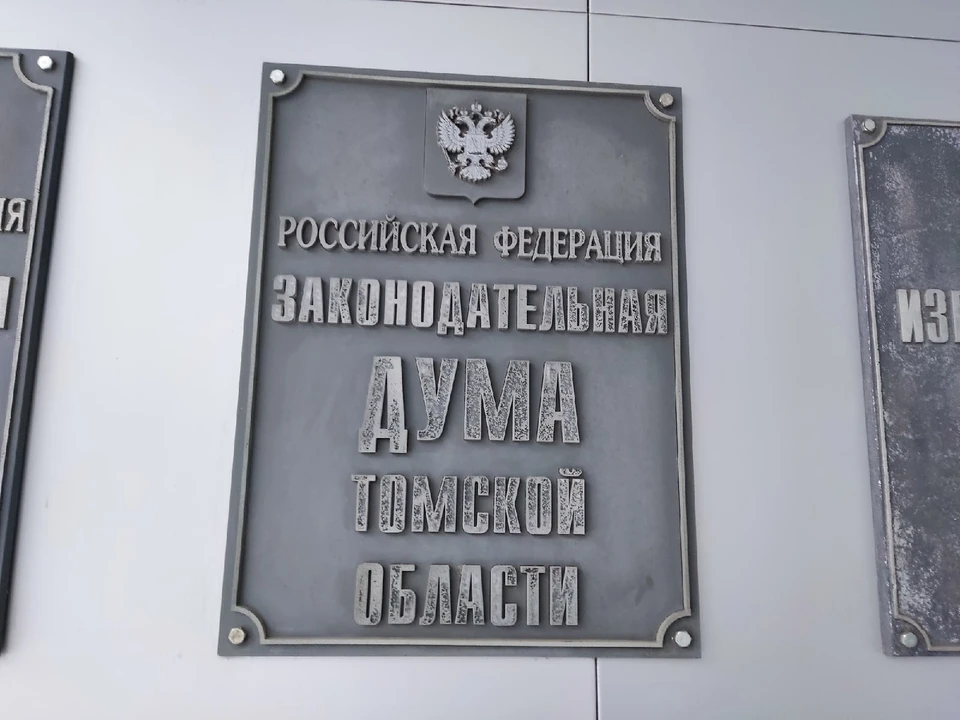 РОССИЙСКАЯ ФЕДЕРАЦИЯ
ЗАКОНОДАТЕЛЬНАЯ
ДУМА
ТОМСКОЙ
ОБЛАСТИ